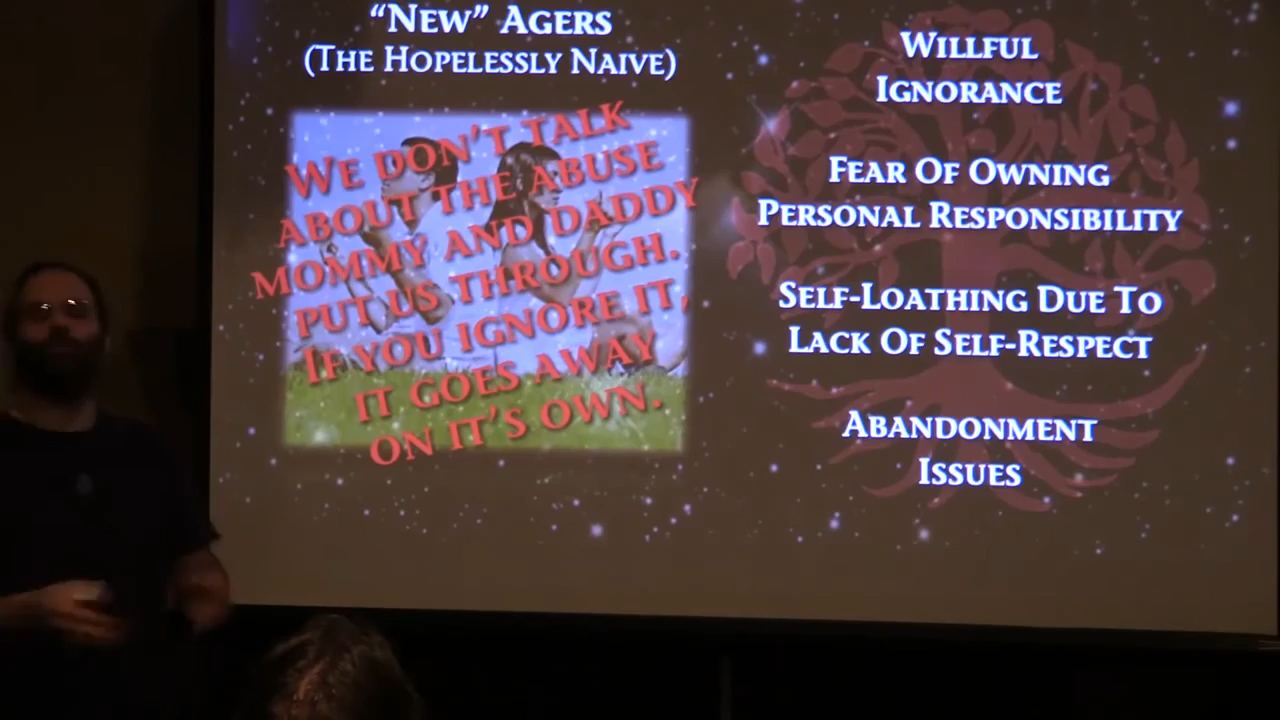 “New” Agers
(The Hopelessly Naive)
We don't talk
about the abuse
Mommy and Daddy
put us through.
If you ignore it,
it goes away
on it's own.
Willful
Ignorance
Fear Of Owning
Personal Responsibility
Self-Loathing Due To
Lack Of Self-Respect
Abandonment
Issues